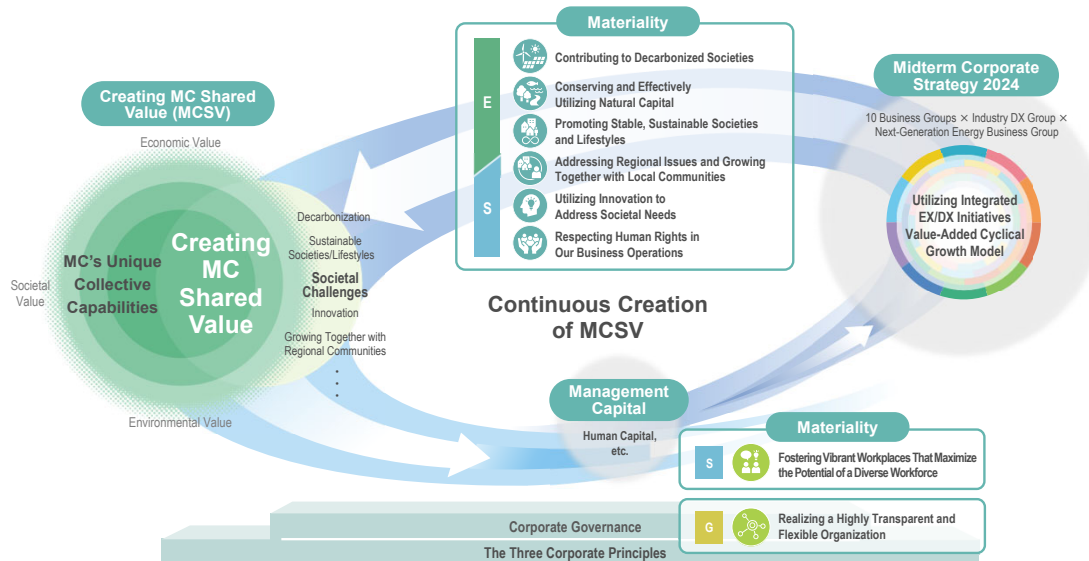 Materiality
E
S
Contributing to Decarbonized Societies
Conserving and Effectively
Utilizing Natural Capital
Promoting Stable, Sustainable Societies
and Lifestyles
Addressing Regional Issues and Growing
Together with Local Communities
Utilizing Innovation to
Address Societal Needs
Respecting Human Rights in
Our Business Operations
Midterm Corporate
Strategy 2024
10 Business Groups × Industry DX Group ×
Next-Generation Energy Business Group
Utilizing Integrated
EX/DX Initiatives
Value-Added Cyclical
Growth Model
Creating MC Shared
Value (MCSV)
Economic Value
Societal
Value
Environmental Value
MC's Unique
Collective
Capabilities
Creating
MC
Shared
Value
Decarbonization
Sustainable
Societies/Lifestyles
Societal
Challenges
Innovation
Growing Together with
Regional Communities
Continuous Creation
of MCSV
Management
Capital
Human Capital,
etc.
Materiality
S
Fostering Vibrant Workplaces That Maximize
the Potential of a Diverse Workforce
G
Realizing a Highly Transparent and
Flexible Organization
Corporate Governance
The Three Corporate Principles